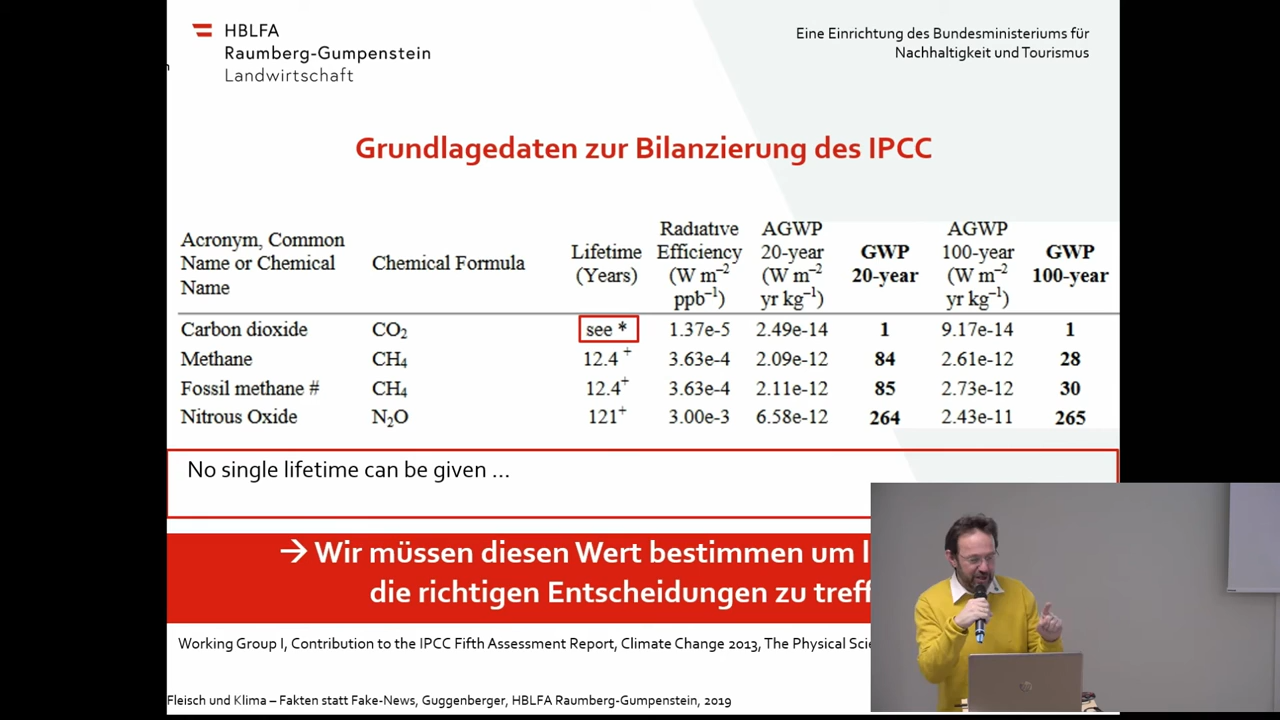 HBLFA
Raumberg-Gumpenstein
Landwirtschaft
Eine Einrichtung des Bundesministeriums für
Nachhaltigkeit und Tourismus
Grundlagedaten zur Bilanzierung des IPCC
Acronym, Common Name or Chemical Name Chemical Formula Lifetime (Years) Radiative Efficiency (W m⁻² ppb⁻¹) AGWP 20-year (W m⁻² yr kg⁻¹) GWP 20-year AGWP 100-year (W m⁻² yr kg⁻¹) GWP 100-year
Carbon dioxide CO₂ see * 1.37e-5 2.49e-14 1 9.17e-14 1
Methane CH₄ 12.4⁺ 3.63e-4 2.09e-12 84 2.61e-12 28
Fossil methane # CH₄ 12.4⁺ 3.63e-4 2.11e-12 85 2.73e-12 30
Nitrous Oxide N₂O 121⁺ 3.00e-3 6.58e-12 264 2.43e-11 265
No single lifetime can be given ...
→ Wir müssen diesen Wert bestimmen um
die richtigen Entscheidungen zu
Working Group I, Contribution to the IPCC Fifth Assessment Report, Climate Change 2013, The Physical
Fleisch und Klima – Fakten statt Fake-News, Guggenberger, HBLFA Raumberg-Gumpenstein, 2019